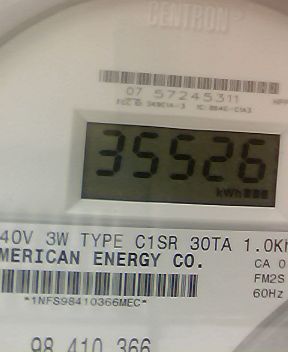 CENTRON
07 57245311
35526
kWh
40V 3W TYPE C1SR 30TA 1.0K
MERICAN ENERGY CO.
CA 0
FM2S
60Hz
*1NFS98410366MEC*
98 410 366